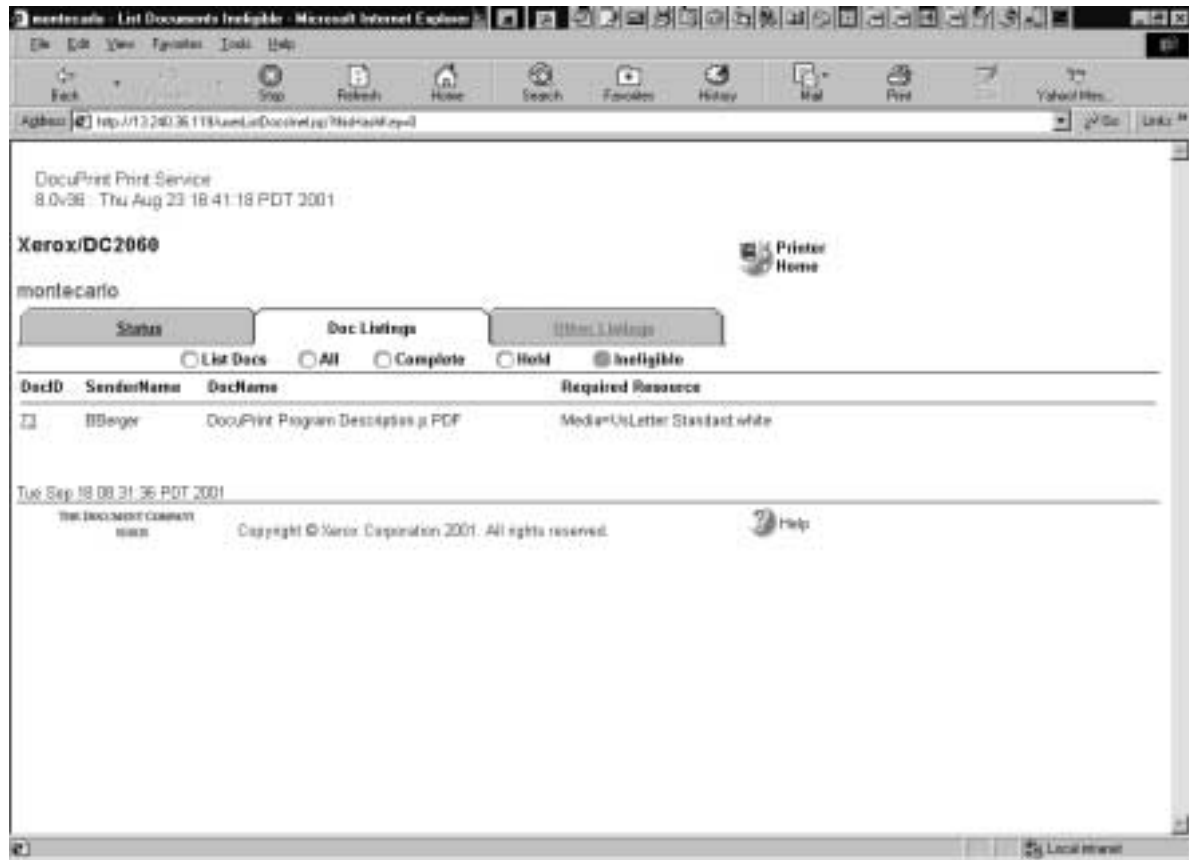 montecarlo - List Documents Ineligible - Microsoft Internet Explorer
File Edit View Favorites Tools Help
Back Stop Refresh Home Search Favorites History Mail Print Yahoo! Mes...
Address Go Links »
DocuPrint Print Service
8.0v36 : Thu Aug 23 18:41:18 PDT 2001
Xerox/DC2060
Printer
Home
montecarlo
Status Doc Listings Other Listings
List Docs All Complete Hold Ineligible
DocID SenderName DocName Required Resource
BBerger DocuPrint Program Description.p.PDF Media=UsLetter.Standard.white
Tue Sep 18 08:31:36 PDT 2001
THE DOCUMENT COMPANY
XEROX
Copyright © Xerox Corporation 2001. All rights reserved.
Help
Local intranet